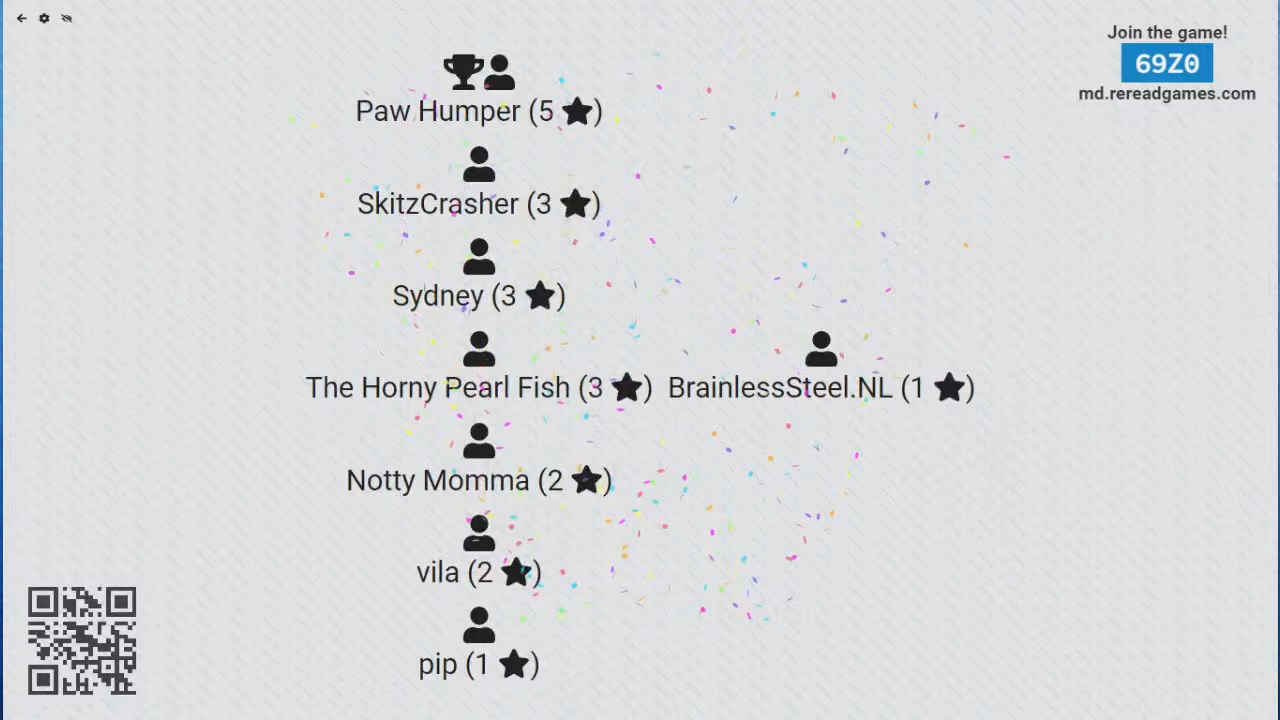 Join the game!
69Z0
md.rereadgames.com
Paw Humper (5 ★)
SkitzCrasher (3 ★)
Sydney (3 ★)
The Horny Pearl Fish (3 ★) BrainlessSteel.NL (1 ★)
Notty Momma (2 ★)
vila (2 ★)
pip (1 ★)